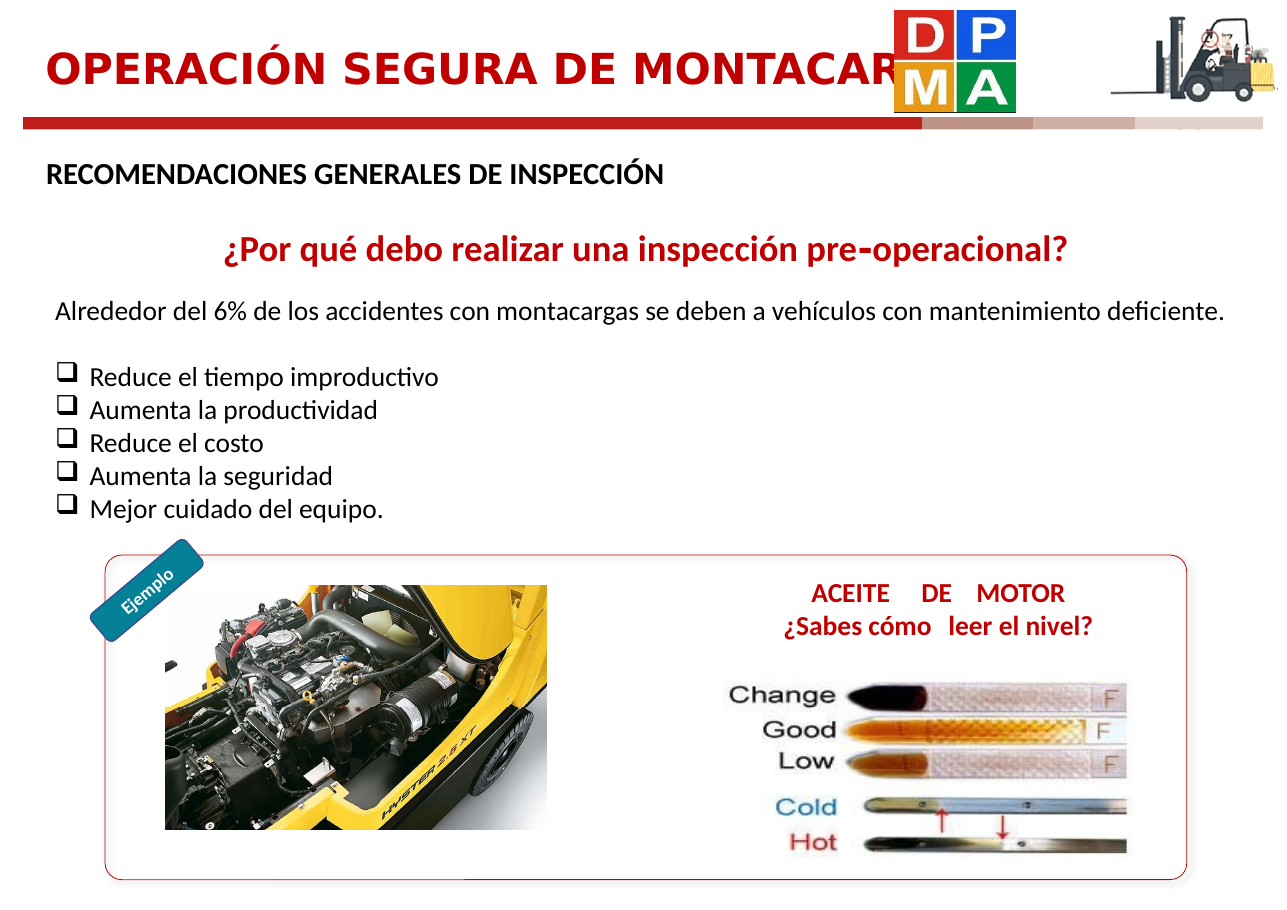 OPERACIÓN SEGURA DE MONTACAR
D P
M A
RECOMENDACIONES GENERALES DE INSPECCIÓN
¿Por qué debo realizar una inspección pre-operacional?
Alrededor del 6% de los accidentes con montacargas se deben a vehículos con mantenimiento deficiente.
❑ Reduce el tiempo improductivo
❑ Aumenta la productividad
❑ Reduce el costo
❑ Aumenta la seguridad
❑ Mejor cuidado del equipo.
Ejemplo
HYSTER 2.5 XT
ACEITE DE MOTOR
¿Sabes cómo leer el nivel?
Change F
Good F
Low F
Cold
Hot